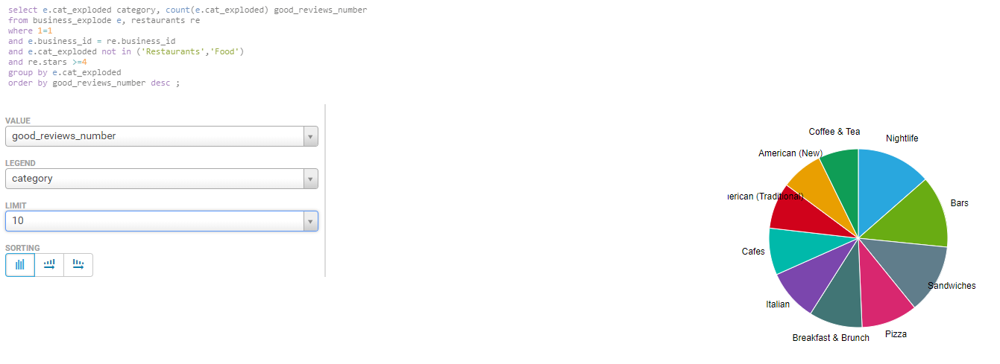 select e.cat_exploded category, count(e.cat_exploded) good_reviews_number
from business_explode e, restaurants re
where 1=1
and e.business_id = re.business_id
and e.cat_exploded not in ('Restaurants','Food')
and re.stars >=4
group by e.cat_exploded
order by good_reviews_number desc ;
VALUE
good_reviews_number
LEGEND
category
LIMIT
10
SORTING
Coffee & Tea
Nightlife
American (New)
erican (Traditional)
Bars
Cafes
Sandwiches
Italian
Pizza
Breakfast & Brunch